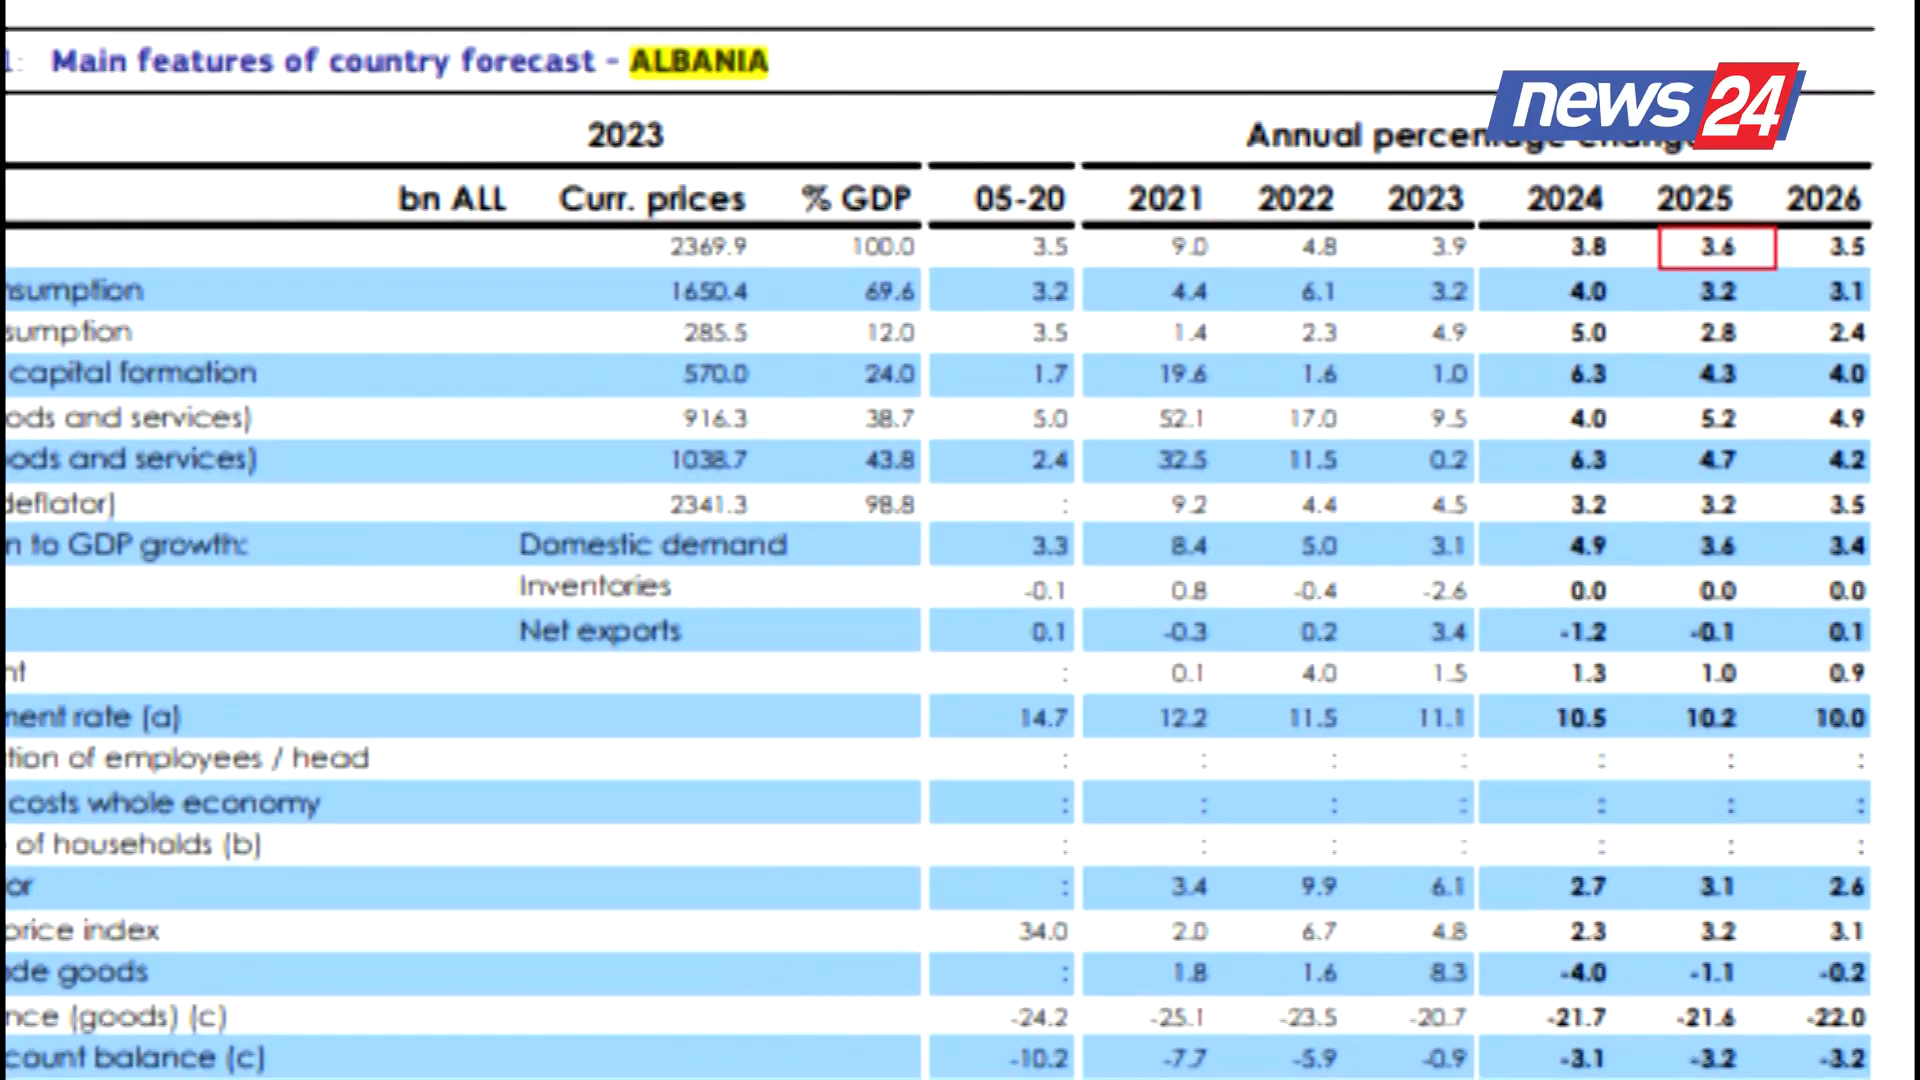 1: Main features of country forecast - ALBANIA
news 24
2023 Annual percentage change
bn ALL Curr. prices % GDP 05-20 2021 2022 2023 2024 2025 2026
2369.9 100.0 3.5 9.0 4.8 3.9 3.8 3.6 3.5
nsumption 1650.4 69.6 3.2 4.4 6.1 3.2 4.0 3.2 3.1
sumption 285.5 12.0 3.5 1.4 2.3 4.9 5.0 2.8 2.4
capital formation 570.0 24.0 1.7 19.6 1.6 1.0 6.3 4.3 4.0
ods and services) 916.3 38.7 5.0 52.1 17.0 9.5 4.0 5.2 4.9
oods and services) 1038.7 43.8 2.4 32.5 11.5 0.2 6.3 4.7 4.2
deflator) 2341.3 98.8 : 9.2 4.4 4.5 3.2 3.2 3.5
n to GDP growth: Domestic demand 3.3 8.4 5.0 3.1 4.9 3.6 3.4
Inventories -0.1 0.8 -0.4 -2.6 0.0 0.0 0.0
Net exports 0.1 -0.3 0.2 3.4 -1.2 -0.1 0.1
nt : 0.1 4.0 1.5 1.3 1.0 0.9
ment rate (a) 14.7 12.2 11.5 11.1 10.5 10.2 10.0
tion of employees / head : : : : : : :
costs whole economy : : : : : : :
of households (b) : : : : : : :
or : 3.4 9.9 6.1 2.7 3.1 2.6
price index 34.0 2.0 6.7 4.8 2.3 3.2 3.1
de goods : 1.8 1.6 8.3 -4.0 -1.1 -0.2
nce (goods) (c) -24.2 -25.1 -23.5 -20.7 -21.7 -21.6 -22.0
count balance (c) -10.2 -7.7 -5.9 -0.9 -3.1 -3.2 -3.2